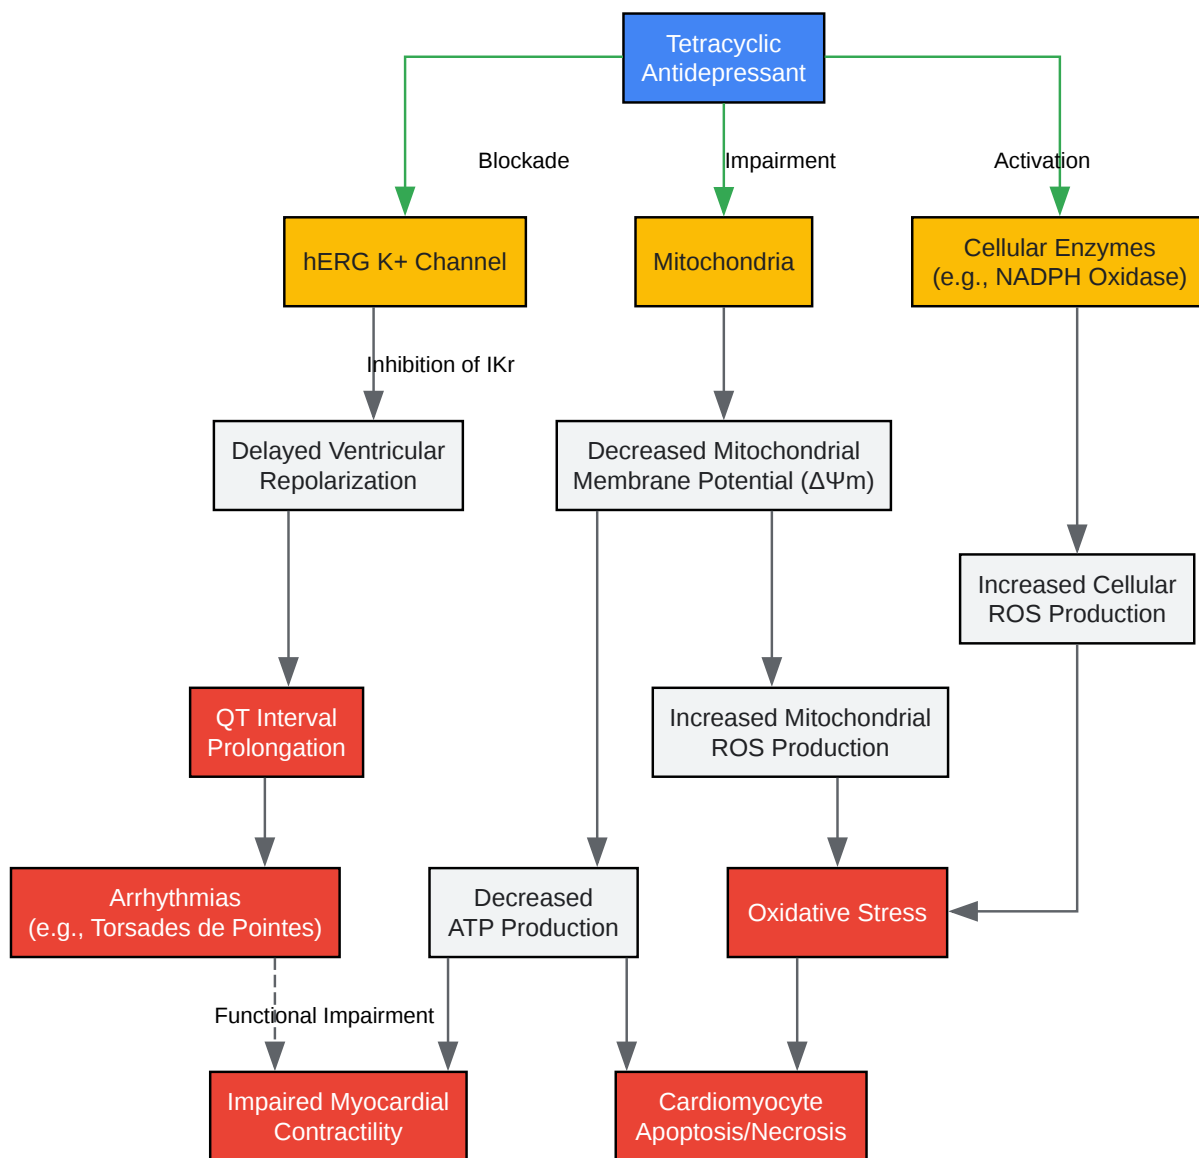 Tetracyclic
Antidepressant
Blockade
Impairment
Activation
hERG K+ Channel
Mitochondria
Cellular Enzymes
(e.g., NADPH Oxidase)
Inhibition of IKr
Delayed Ventricular
Repolarization
Decreased Mitochondrial
Membrane Potential (ΔΨm)
Increased Cellular
ROS Production
QT Interval
Prolongation
Increased Mitochondrial
ROS Production
Arrhythmias
(e.g., Torsades de Pointes)
Decreased
ATP Production
Oxidative Stress
Functional Impairment
Impaired Myocardial
Contractility
Cardiomyocyte
Apoptosis/Necrosis